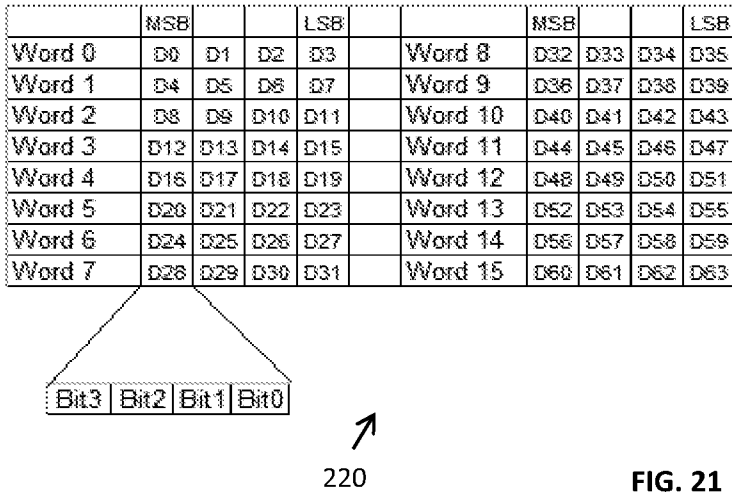 MSB LSB MSB LSB
Word 0 D0 D1 D2 D3 Word 8 D32 D33 D34 D35
Word 1 D4 D5 D6 D7 Word 9 D36 D37 D38 D39
Word 2 D8 D9 D10 D11 Word 10 D40 D41 D42 D43
Word 3 D12 D13 D14 D15 Word 11 D44 D45 D46 D47
Word 4 D16 D17 D18 D19 Word 12 D48 D49 D50 D51
Word 5 D20 D21 D22 D23 Word 13 D52 D53 D54 D55
Word 6 D24 D25 D26 D27 Word 14 D56 D57 D58 D59
Word 7 D28 D29 D30 D31 Word 15 D60 D61 D62 D63
Bit3 Bit2 Bit1 Bit0
220
FIG. 21